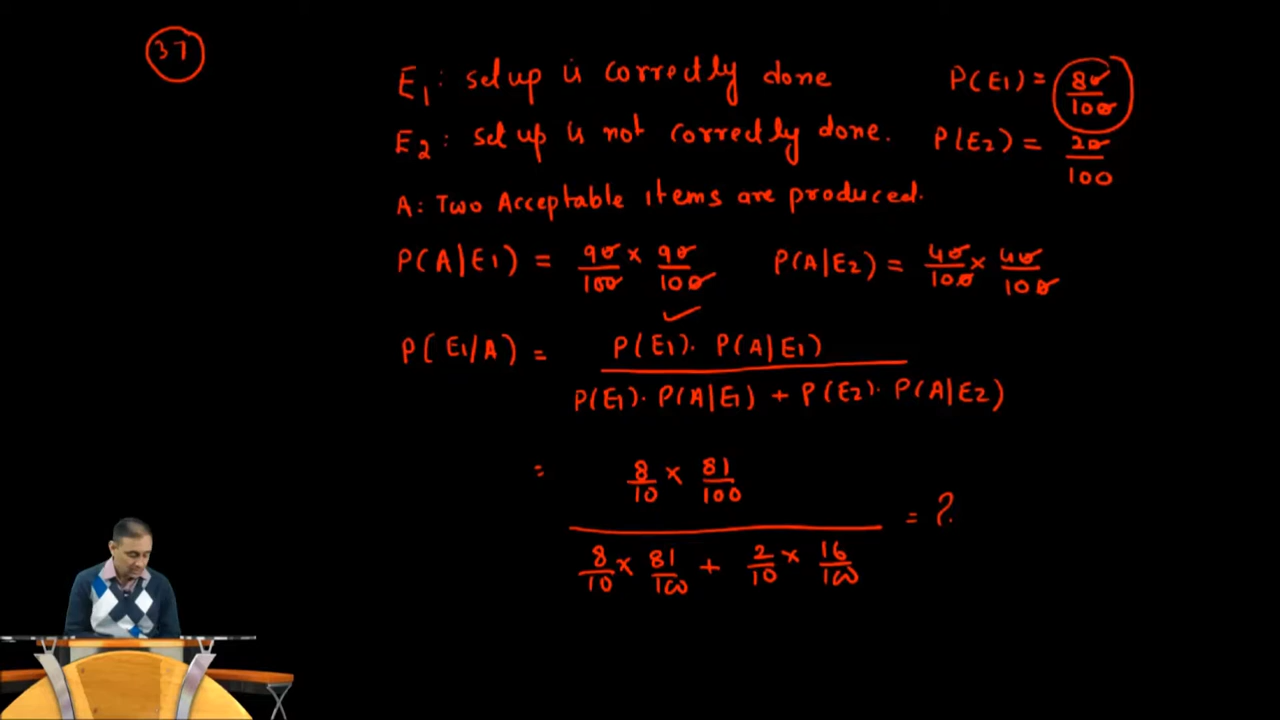 37
E1: setup is correctly done P(E1) = 80/100
E2: setup is not correctly done. P(E2) = 20/100
A: Two Acceptable items are produced.
P(A|E1) = 90/100 × 90/100 P(A|E2) = 40/100 × 40/100
P(E1/A) = P(E1). P(A|E1) / P(E1). P(A|E1) + P(E2). P(A|E2)
= 8/10 × 81/100 / 8/10 × 81/100 + 2/10 × 16/100 = ?